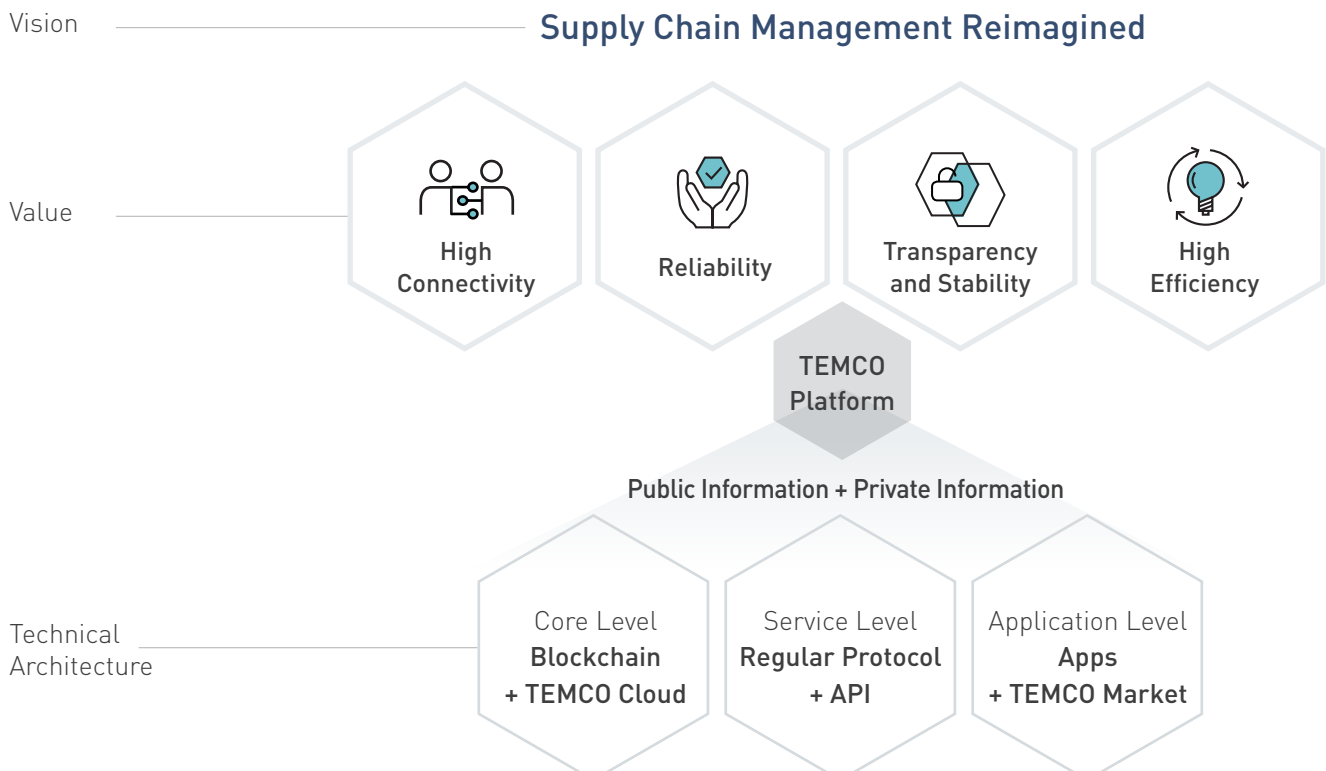 Vision
Supply Chain Management Reimagined
Value
High
Connectivity
Reliability
Transparency
and Stability
High
Efficiency
TEMCO
Platform
Public Information + Private Information
Technical
Architecture
Core Level
Blockchain
+ TEMCO Cloud
Service Level
Regular Protocol
+ API
Application Level
Apps
+ TEMCO Market